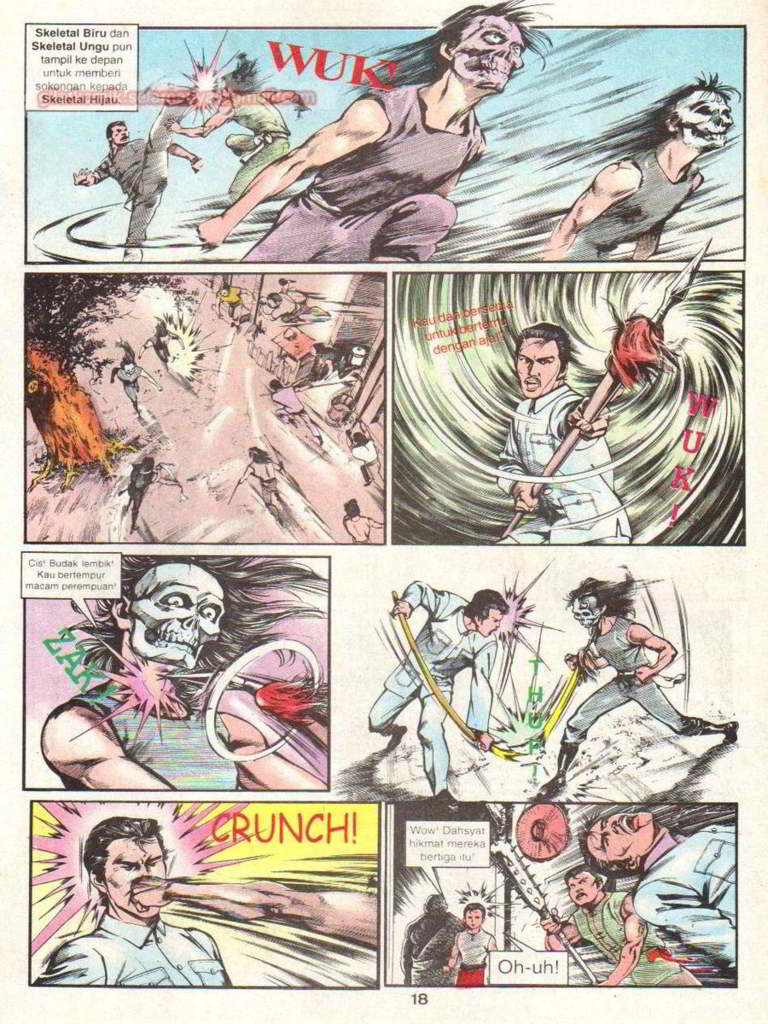 Skeletal Biru dan
Skeletal Ungu pun
tampil ke depan
untuk memberi
sokongan kepada
Skeletal Hijau.
WUK!
Kau dan bersedia
untuk bertemu
dengan ajal?
WUK!
Cis! Budak lembik!
Kau bertempur
macam perempuan!
ZAK!
THUP!
CRUNCH!
Wow! Dahsyat
hikmat mereka
bertiga itu!
Oh-uh!
18